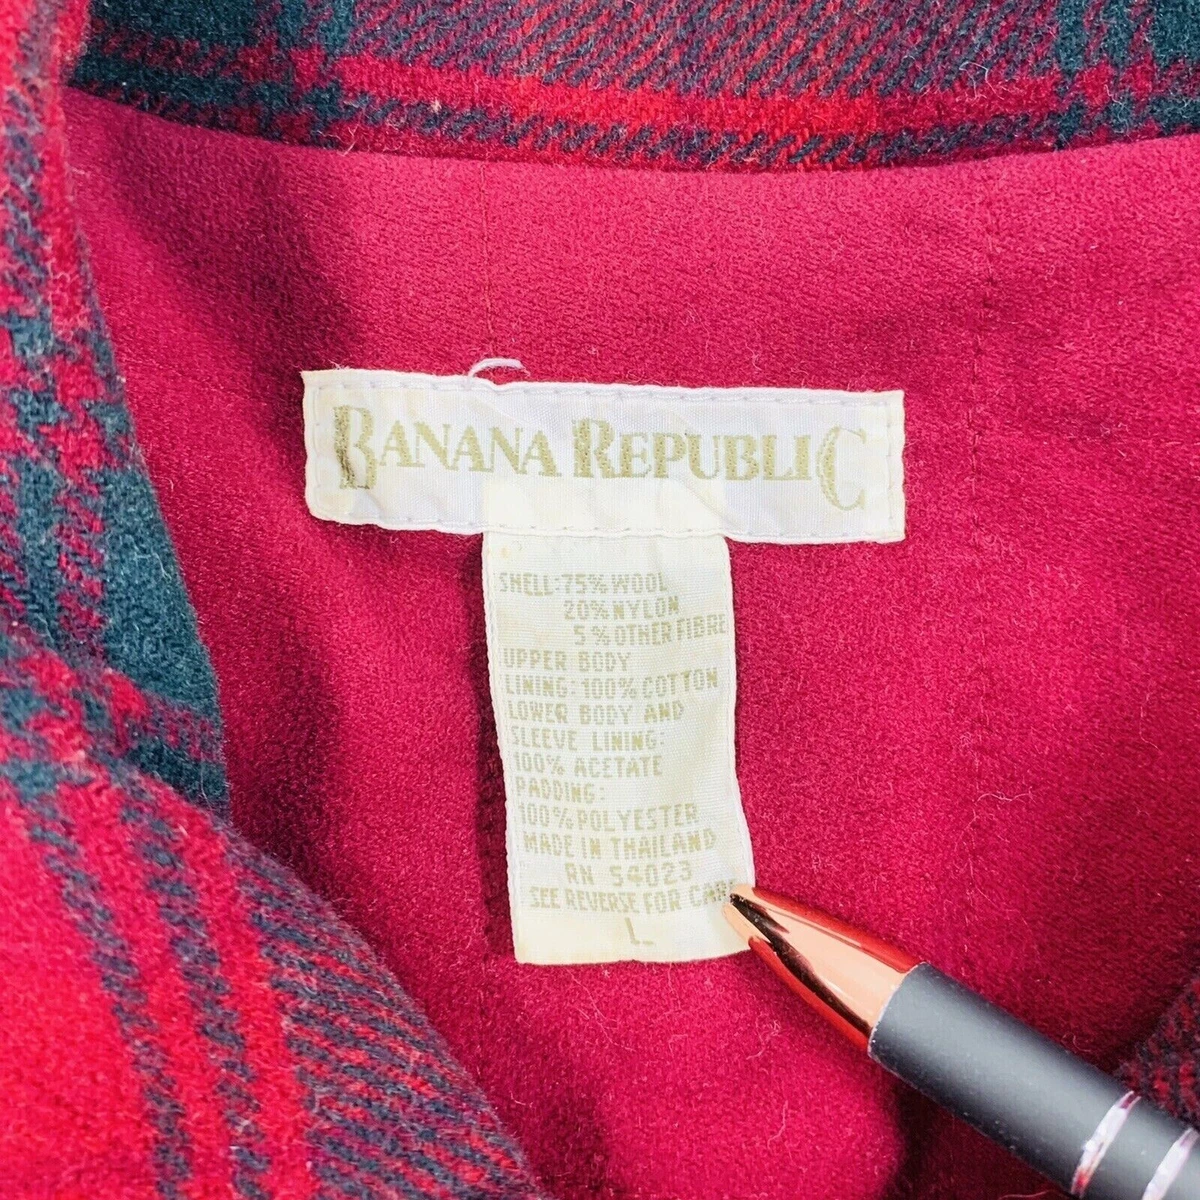 BANANA REPUBLIC
SHELL: 75% WOOL
20% NYLON
5% OTHER FIBRE
UPPER BODY
LINING: 100% COTTON
LOWER BODY AND
SLEEVE LINING:
100% ACETATE
PADDING:
100% POLYESTER
MADE IN THAILAND
RN 54023
SEE REVERSE FOR CARE
L